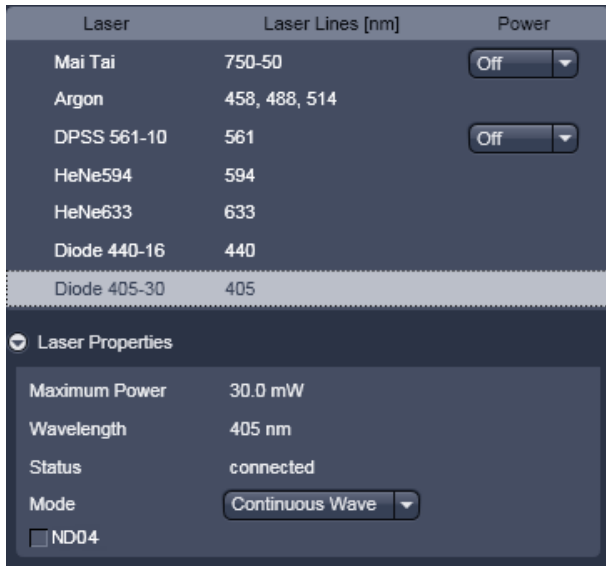 Laser Laser Lines [nm] Power
Mai Tai 750-50 Off
Argon 458, 488, 514
DPSS 561-10 561 Off
HeNe594 594
HeNe633 633
Diode 440-16 440
Diode 405-30 405
Laser Properties
Maximum Power 30.0 mW
Wavelength 405 nm
Status connected
Mode Continuous Wave
ND04